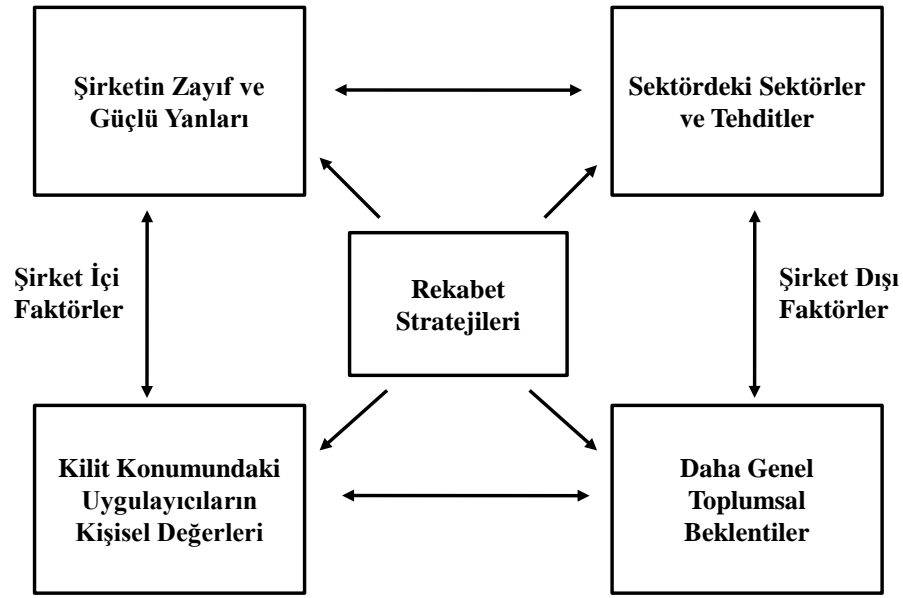 Şirketin Zayıf ve
Güçlü Yanları
Sektördeki Sektörler
ve Tehditler
Şirket İçi
Faktörler
Rekabet
Stratejileri
Şirket Dışı
Faktörler
Kilit Konumundaki
Uygulayıcıların
Kişisel Değerleri
Daha Genel
Toplumsal
Beklentiler